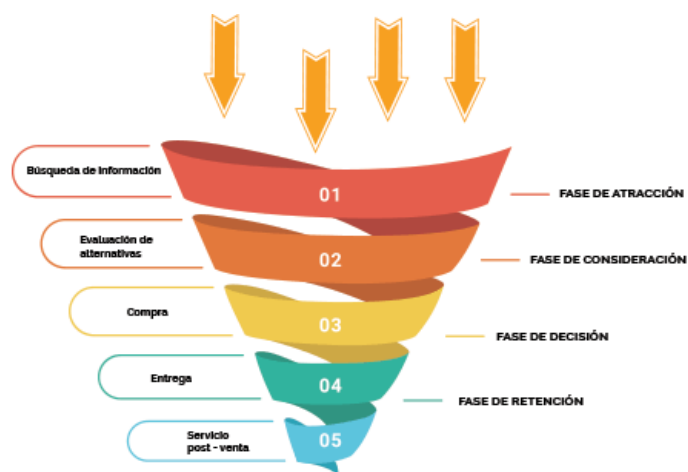 Búsqueda de información
01
FASE DE ATRACCIÓN
Evaluación de
alternativas
02
FASE DE CONSIDERACIÓN
Compra
03
FASE DE DECISIÓN
Entrega
04
FASE DE RETENCIÓN
Servicio
post - venta
05